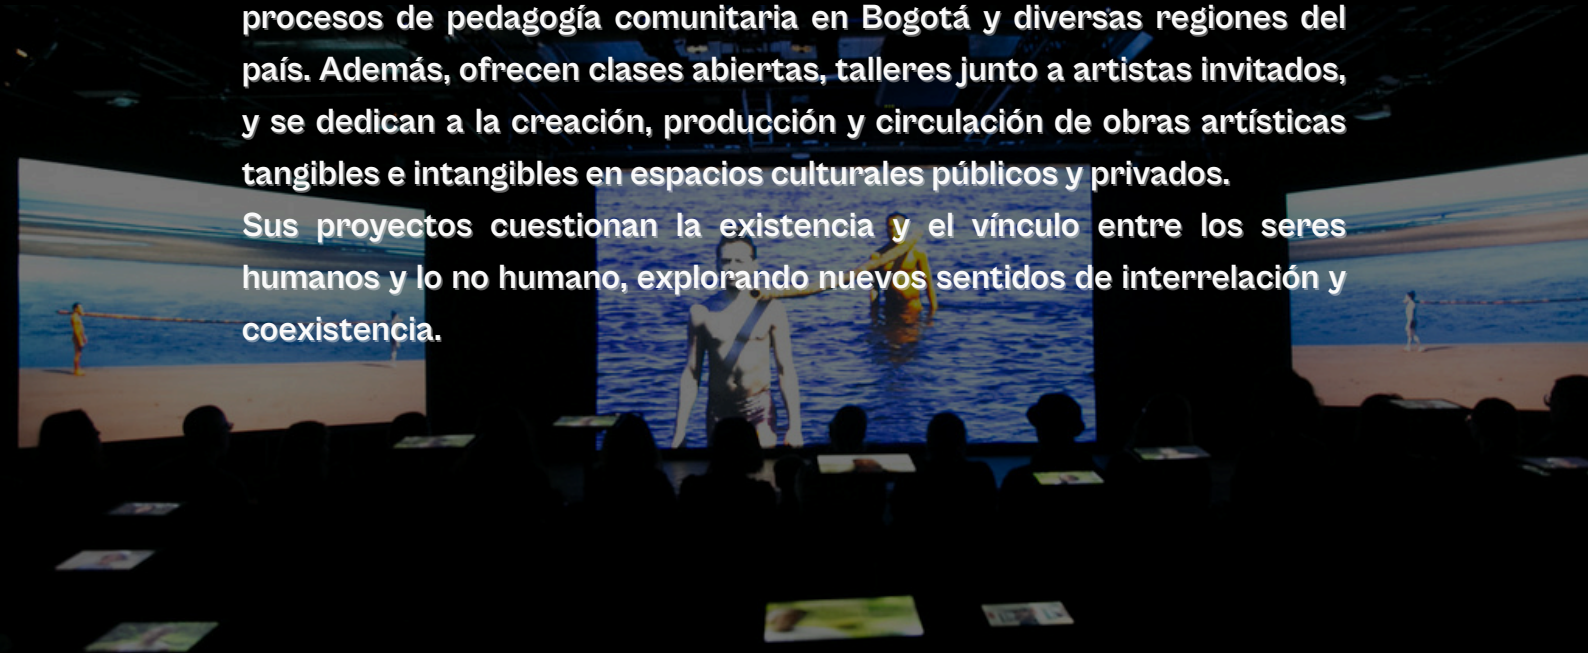 procesos de pedagogía comunitaria en Bogotá y diversas regiones del
país. Además, ofrecen clases abiertas, talleres junto a artistas invitados,
y se dedican a la creación, producción y circulación de obras artísticas
tangibles e intangibles en espacios culturales públicos y privados.
Sus proyectos cuestionan la existencia y el vínculo entre los seres
humanos y lo no humano, explorando nuevos sentidos de interrelación y
coexistencia.